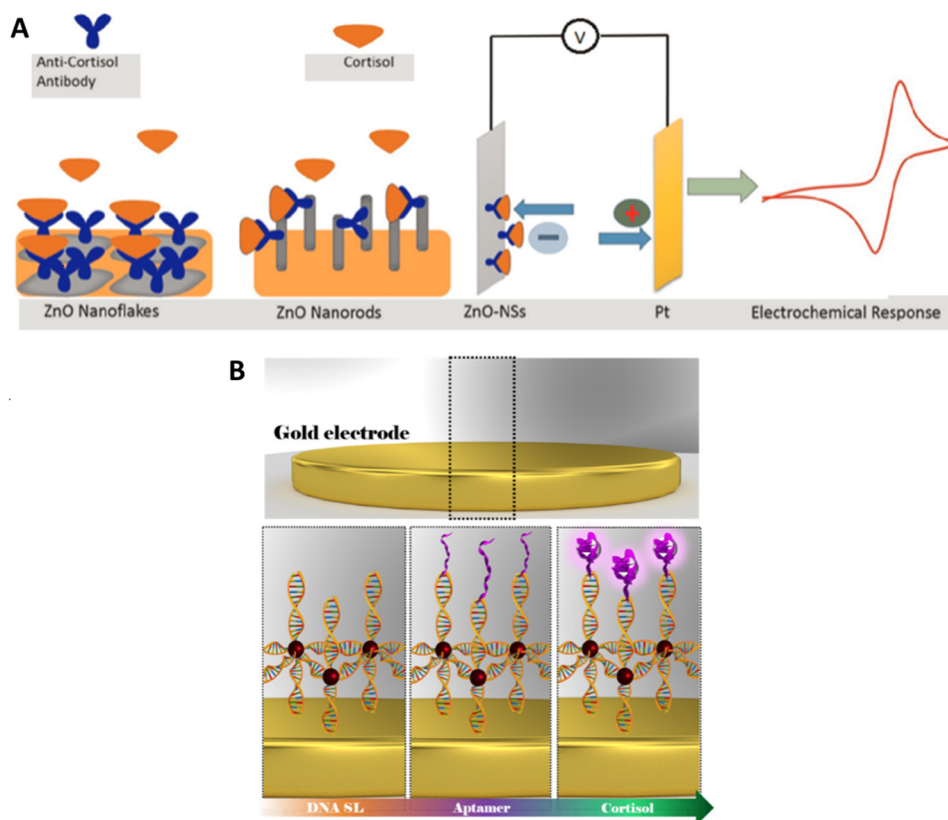 A
Anti-Cortisol
Antibody
Cortisol
V
+
−
ZnO Nanoflakes
ZnO Nanorods
ZnO-NSs
Pt
Electrochemical Response
B
Gold electrode
DNA SL
Aptamer
Cortisol